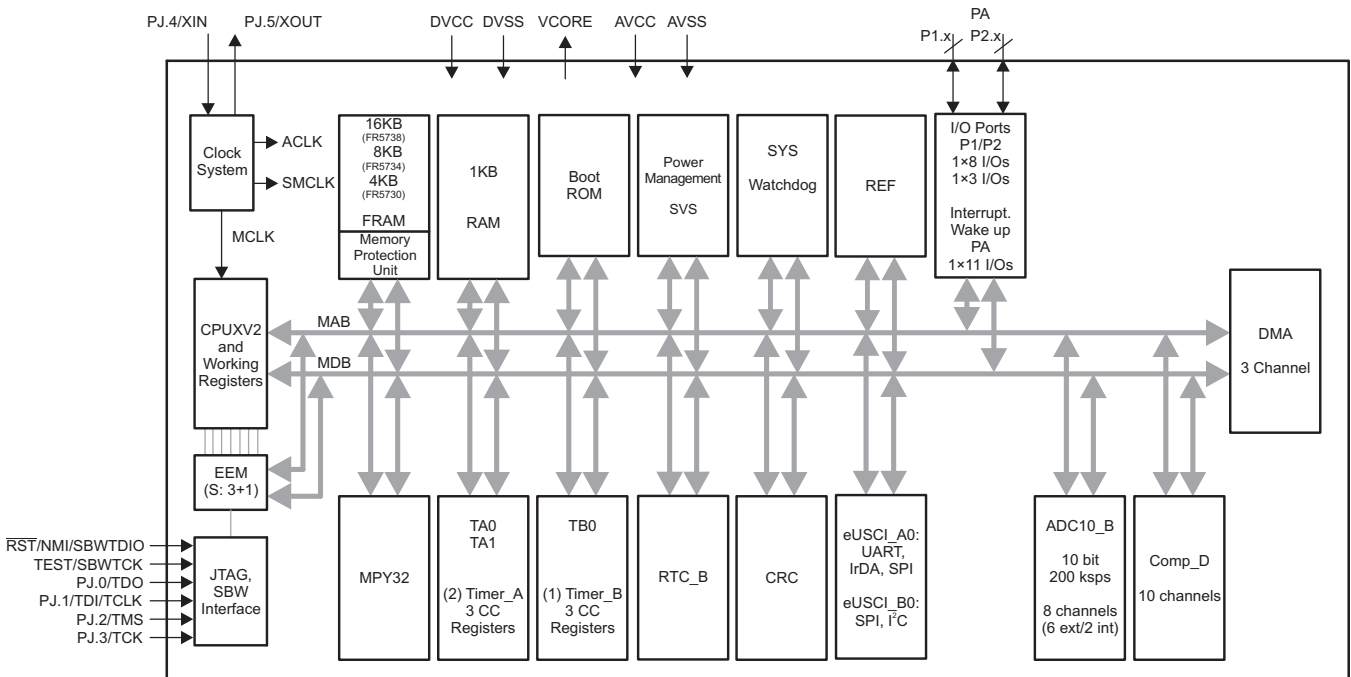 PJ.4/XIN PJ.5/XOUT DVCC DVSS VCORE AVCC AVSS PA
P1.x P2.x
Clock
System
ACLK
SMCLK
MCLK
16KB
(FR5738)
8KB
(FR5734)
4KB
(FR5730)
FRAM
Memory
Protection
Unit
1KB
RAM
Boot
ROM
Power
Management
SVS
SYS
Watchdog
REF
I/O Ports
P1/P2
1×8 I/Os
1×3 I/Os
Interrupt.
Wake up
PA
1×11 I/Os
CPUXV2
and
Working
Registers
MAB
MDB
DMA
3 Channel
EEM
(S: 3+1)
RST/NMI/SBWTDIO
TEST/SBWTCK
PJ.0/TDO
PJ.1/TDI/TCLK
PJ.2/TMS
PJ.3/TCK
JTAG,
SBW
Interface
MPY32
TA0
TA1
(2) Timer_A
3 CC
Registers
TB0
(1) Timer_B
3 CC
Registers
RTC_B
CRC
eUSCI_A0:
UART,
IrDA, SPI
eUSCI_B0:
SPI, I²C
ADC10_B
10 bit
200 ksps
8 channels
(6 ext/2 int)
Comp_D
10 channels